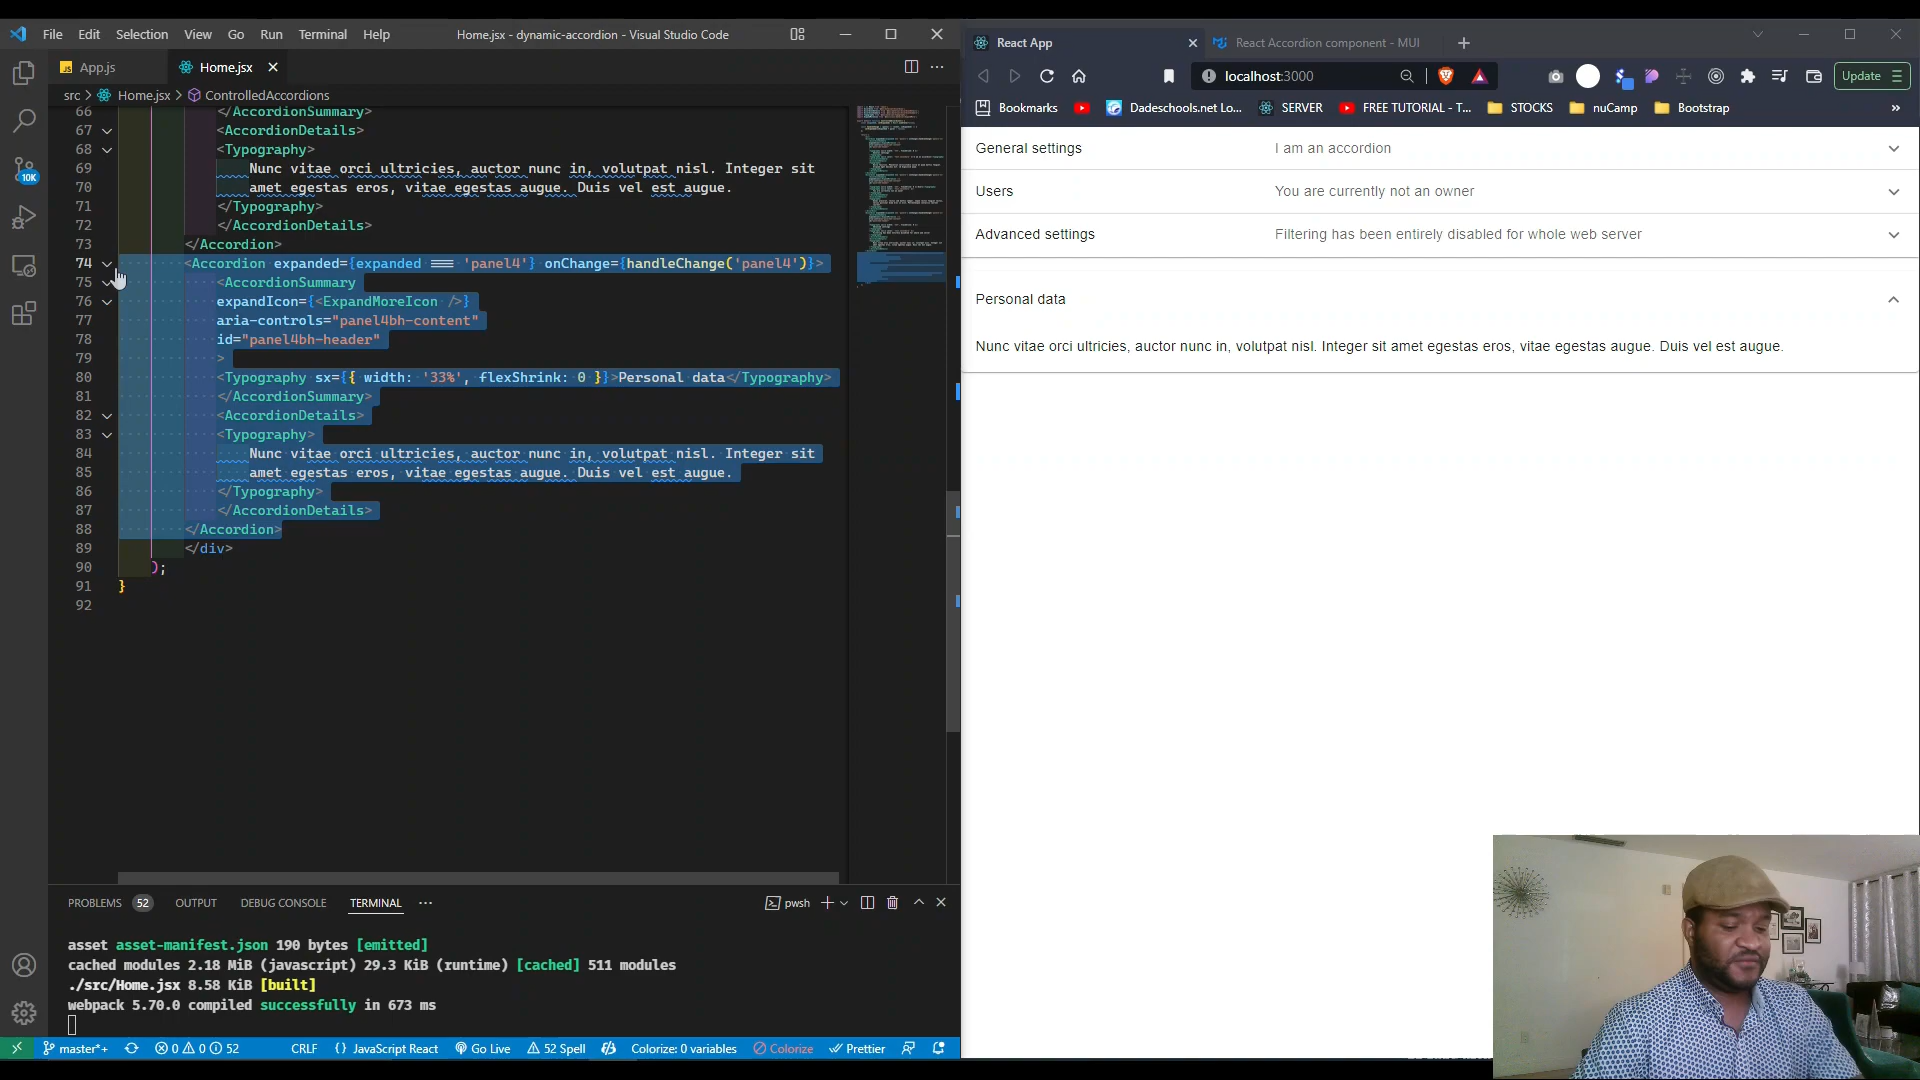 File Edit Selection View Go Run Terminal Help Home.jsx - dynamic-accordion - Visual Studio Code
App.js Home.jsx
src > Home.jsx > ControlledAccordions
66 </AccordionSummary>
67 <AccordionDetails>
68 <Typography>
69 Nunc vitae orci ultricies, auctor nunc in, volutpat nisl. Integer sit
70 amet egestas eros, vitae egestas augue. Duis vel est augue.
71 </Typography>
72 </AccordionDetails>
73 </Accordion>
74 <Accordion expanded={expanded === 'panel4'} onChange={handleChange('panel4')}>
75 <AccordionSummary
76 expandIcon={<ExpandMoreIcon />}
77 aria-controls="panel4bh-content"
78 id="panel4bh-header"
79 >
80 <Typography sx={{ width: '33%', flexShrink: 0 }}>Personal data</Typography>
81 </AccordionSummary>
82 <AccordionDetails>
83 <Typography>
84 Nunc vitae orci ultricies, auctor nunc in, volutpat nisl. Integer sit
85 amet egestas eros, vitae egestas augue. Duis vel est augue.
86 </Typography>
87 </AccordionDetails>
88 </Accordion>
89 </div>
90 );
91 }
92
10K
PROBLEMS 52 OUTPUT DEBUG CONSOLE TERMINAL ··· pwsh
asset asset-manifest.json 190 bytes [emitted]
cached modules 2.18 MiB (javascript) 29.3 KiB (runtime) [cached] 511 modules
./src/Home.jsx 8.58 KiB [built]
webpack 5.70.0 compiled successfully in 673 ms
master*+ 0 0 52 CRLF {} JavaScript React Go Live 52 Spell Colorize: 0 variables Colorize Prettier
React App React Accordion component - MUI
localhost:3000 Update
Bookmarks Dadeschools.net Lo... SERVER FREE TUTORIAL - T... STOCKS nuCamp Bootstrap »
General settings I am an accordion
Users You are currently not an owner
Advanced settings Filtering has been entirely disabled for whole web server
Personal data
Nunc vitae orci ultricies, auctor nunc in, volutpat nisl. Integer sit amet egestas eros, vitae egestas augue. Duis vel est augue.